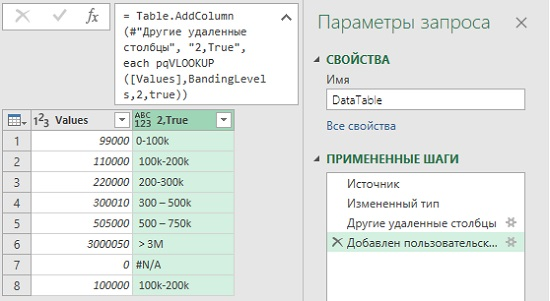 = Table.AddColumn
(#"Другие удаленные
столбцы", "2,True",
each pqVLOOKUP
([Values],BandingLevel
s,2,true))
Параметры запроса
СВОЙСТВА
Имя
DataTable
Все свойства
ПРИМЕНЕННЫЕ ШАГИ
Источник
Измененный тип
Другие удаленные столбцы
Добавлен пользовательск...
1²3 Values ABC 123 2,True
1 99000 0-100k
2 110000 100k-200k
3 220000 200-300k
4 300010 300 – 500k
5 505000 500 – 750k
6 3000050 > 3M
7 0 #N/A
8 100000 100k-200k